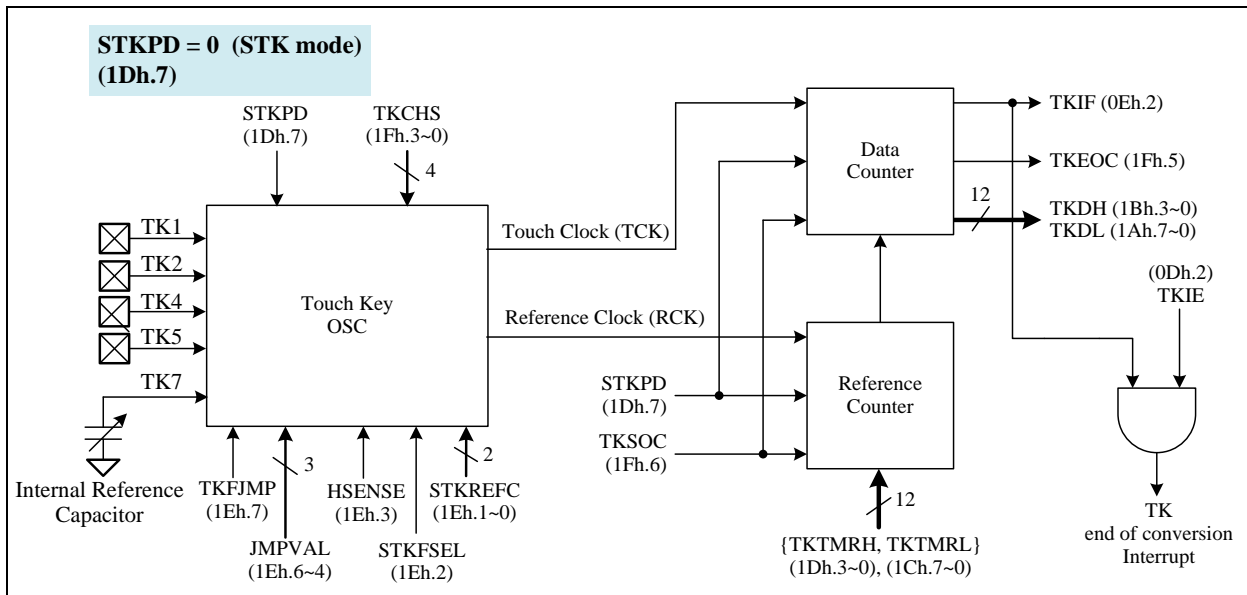 STKPD = 0 (STK mode)
(1Dh.7)
STKPD
(1Dh.7)
TKCHS
(1Fh.3~0)
4
TK1
TK2
TK4
TK5
TK7
Touch Key
OSC
Internal Reference
Capacitor
TKFJMP
(1Eh.7)
3
JMPVAL
(1Eh.6~4)
HSENSE
(1Eh.3)
STKFSEL
(1Eh.2)
2
STKREFC
(1Eh.1~0)
Touch Clock (TCK)
Reference Clock (RCK)
STKPD
(1Dh.7)
TKSOC
(1Fh.6)
Data
Counter
Reference
Counter
12
{TKTMRH, TKTMRL}
(1Dh.3~0), (1Ch.7~0)
TKIF (0Eh.2)
TKEOC (1Fh.5)
12
TKDH (1Bh.3~0)
TKDL (1Ah.7~0)
(0Dh.2)
TKIE
TK
end of conversion
Interrupt